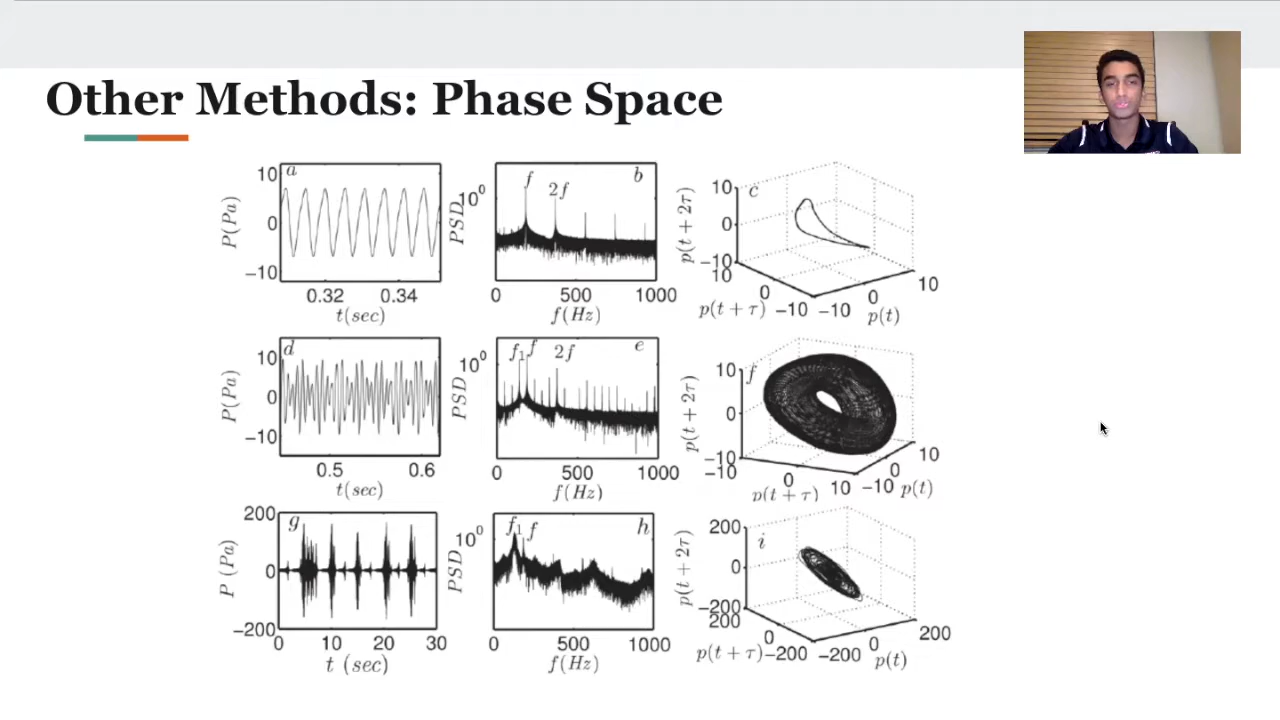 Other Methods: Phase Space
a
10
0
−10
P(Pa)
0.32 0.34
t(sec)
b
f
2f
10⁰
PSD
0 500 1000
f(Hz)
c
10
0
−10
p(t + 2τ)
10
0
−10
p(t + τ)
−10
0
10
p(t)
d
10
0
−10
P(Pa)
0.5 0.6
t(sec)
e
f₁ f
2f
10⁰
PSD
0 500 1000
f(Hz)
f
10
0
−10
p(t + 2τ)
−10
0
10
p(t + τ)
−10
0
10
p(t)
g
200
0
−200
P (Pa)
0 10 20 30
t (sec)
h
f₁ f
10⁰
PSD
0 500 1000
f(Hz)
i
200
0
−200
p(t + 2τ)
200
0
−200
p(t + τ)
−200
0
200
p(t)